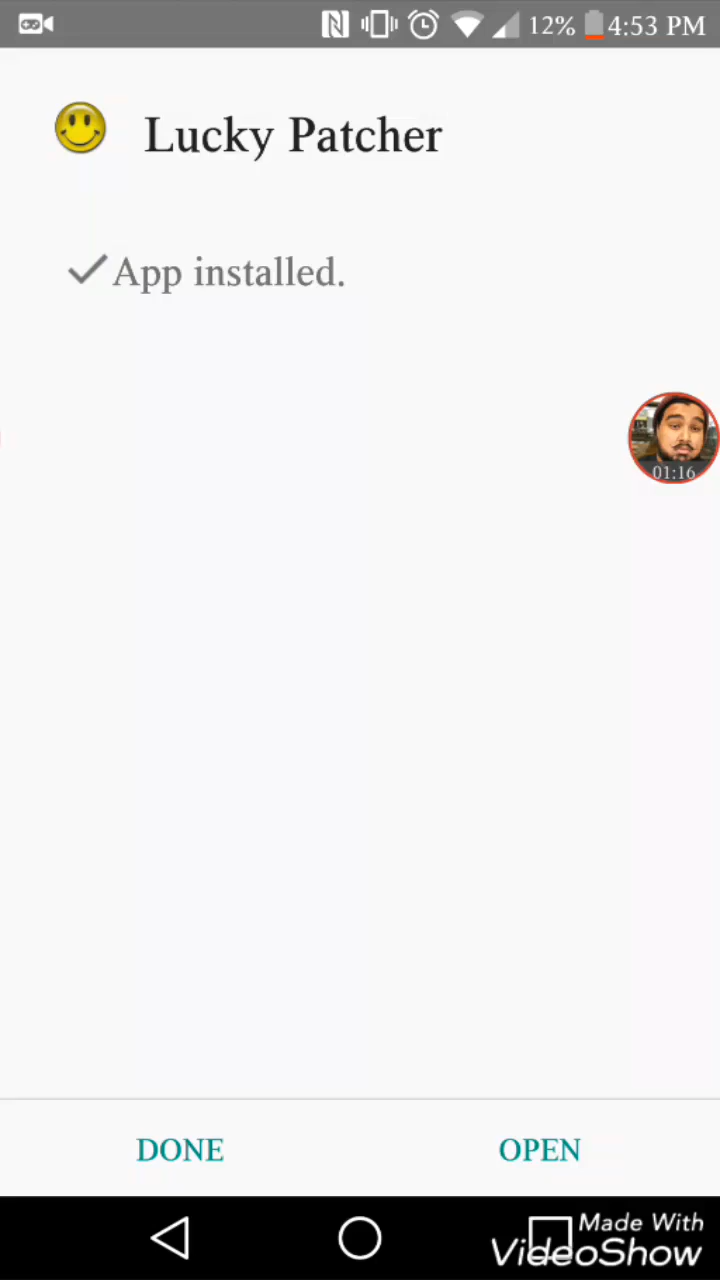 12% 4:53 PM
Lucky Patcher
App installed.
01:16
DONE OPEN
Made With
VideoShow